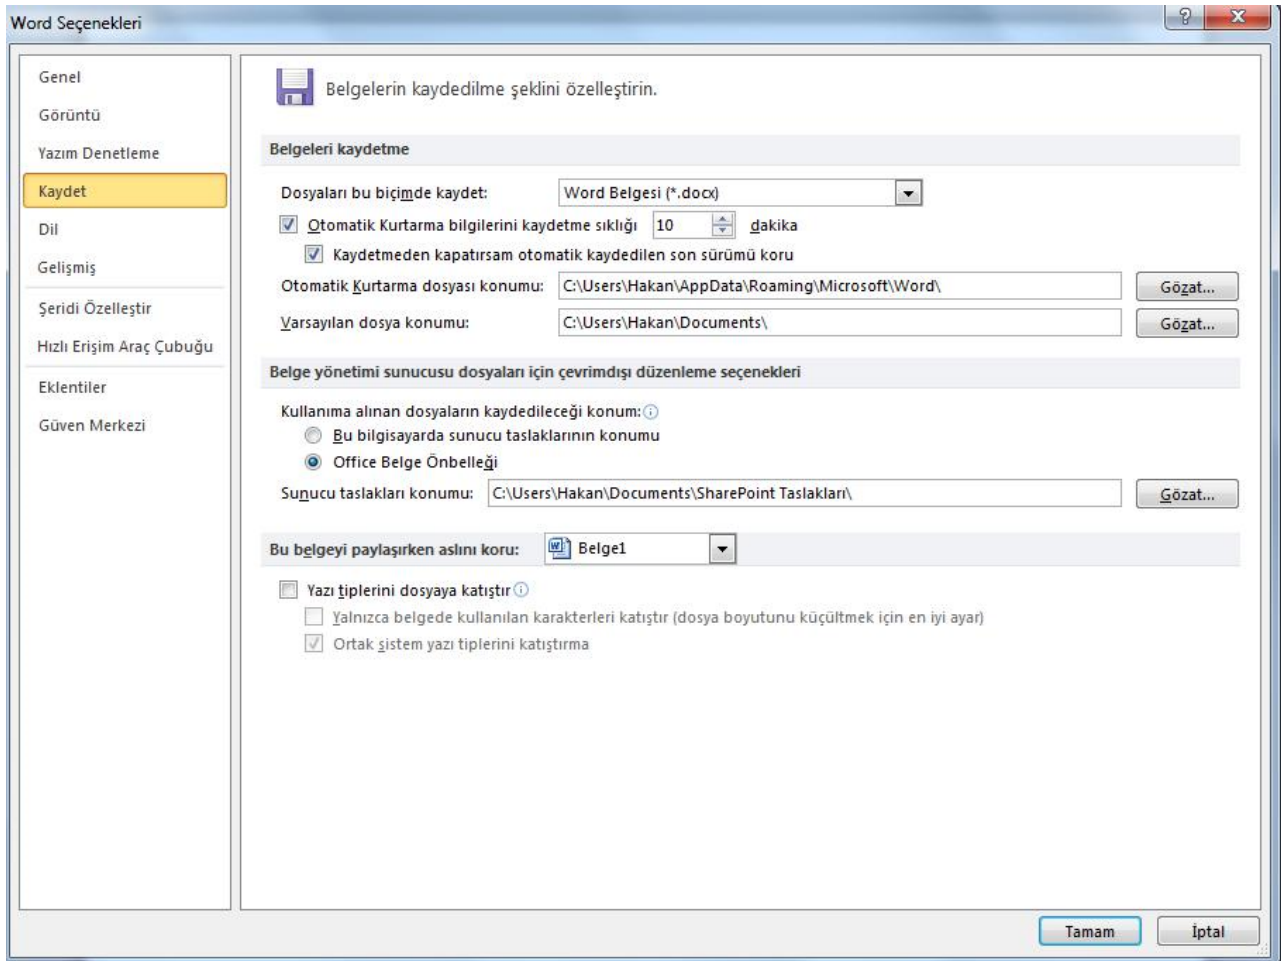 Word Seçenekleri
Genel
Görüntü
Yazım Denetleme
Kaydet
Dil
Gelişmiş
Şeridi Özelleştir
Hızlı Erişim Araç Çubuğu
Eklentiler
Güven Merkezi
Belgelerin kaydedilme şeklini özelleştirin.
Belgeleri kaydetme
Dosyaları bu biçimde kaydet: Word Belgesi (*.docx)
Otomatik Kurtarma bilgilerini kaydetme sıklığı 10 dakika
Kaydetmeden kapatırsam otomatik kaydedilen son sürümü koru
Otomatik Kurtarma dosyası konumu: C:\Users\Hakan\AppData\Roaming\Microsoft\Word\ Gözat...
Varsayılan dosya konumu: C:\Users\Hakan\Documents\ Gözat...
Belge yönetimi sunucusu dosyaları için çevrimdışı düzenleme seçenekleri
Kullanıma alınan dosyaların kaydedileceği konum:
Bu bilgisayarda sunucu taslaklarının konumu
Office Belge Önbelleği
Sunucu taslakları konumu: C:\Users\Hakan\Documents\SharePoint Taslakları\ Gözat...
Bu belgeyi paylaşırken aslını koru: Belge1
Yazı tiplerini dosyaya katıştır
Yalnızca belgede kullanılan karakterleri katıştır (dosya boyutunu küçültmek için en iyi ayar)
Ortak sistem yazı tiplerini katıştırma
Tamam İptal